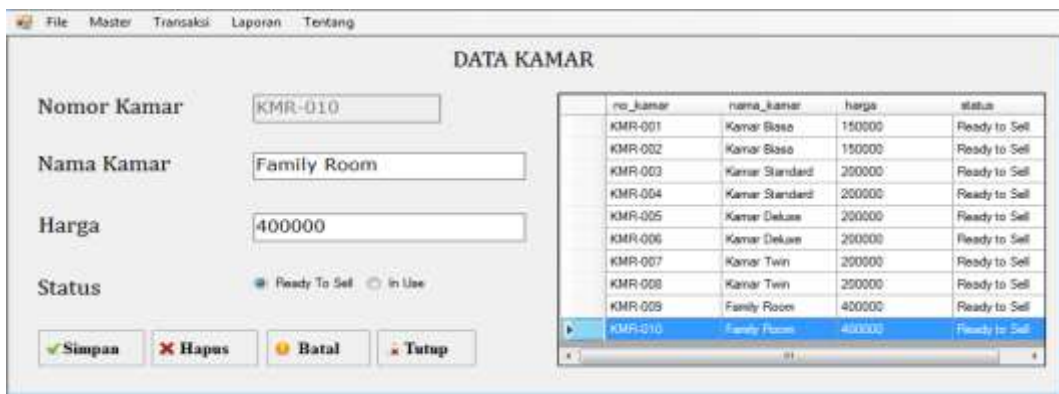 File Master Transaksi Laporan Tentang
DATA KAMAR
Nomor Kamar KMR-010
Nama Kamar Family Room
Harga 400000
Status Ready To Sell In Use
Simpan Hapus Batal Tutup
no_kamar nama_kamar harga status
KMR-001 Kamar Biasa 150000 Ready to Sell
KMR-002 Kamar Biasa 150000 Ready to Sell
KMR-003 Kamar Standard 200000 Ready to Sell
KMR-004 Kamar Standard 200000 Ready to Sell
KMR-005 Kamar Deluxe 200000 Ready to Sell
KMR-006 Kamar Deluxe 200000 Ready to Sell
KMR-007 Kamar Twin Ready to Sell
KMR-008 Kamar Twin Ready to Sell
KMR-009 Family Room 400000 Ready to Sell
KMR-010 Family Room 400000 Ready to Sell